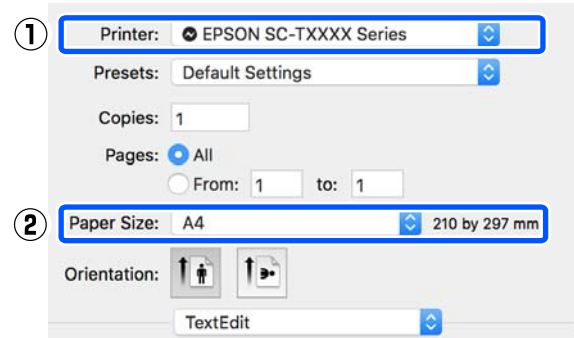 ① Printer: EPSON SC-TXXXX Series
Presets: Default Settings
Copies: 1
Pages: All
From: 1 to: 1
② Paper Size: A4 210 by 297 mm
Orientation:
TextEdit